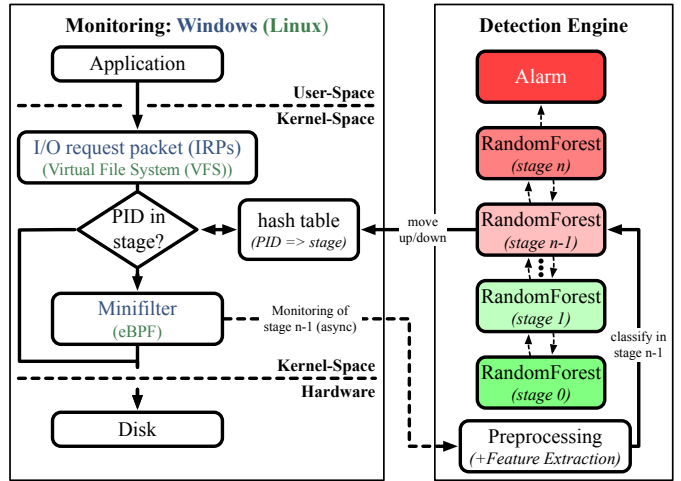 Monitoring: Windows (Linux)
Application
User-Space
Kernel-Space
I/O request packet (IRPs)
(Virtual File System (VFS))
PID in
stage?
hash table
(PID => stage)
Minifilter
(eBPF)
Monitoring of
stage n-1 (async)
Kernel-Space
Hardware
Disk
move
up/down
Detection Engine
Alarm
RandomForest
(stage n)
RandomForest
(stage n-1)
RandomForest
(stage 1)
RandomForest
(stage 0)
classify in
stage n-1
Preprocessing
(+Feature Extraction)